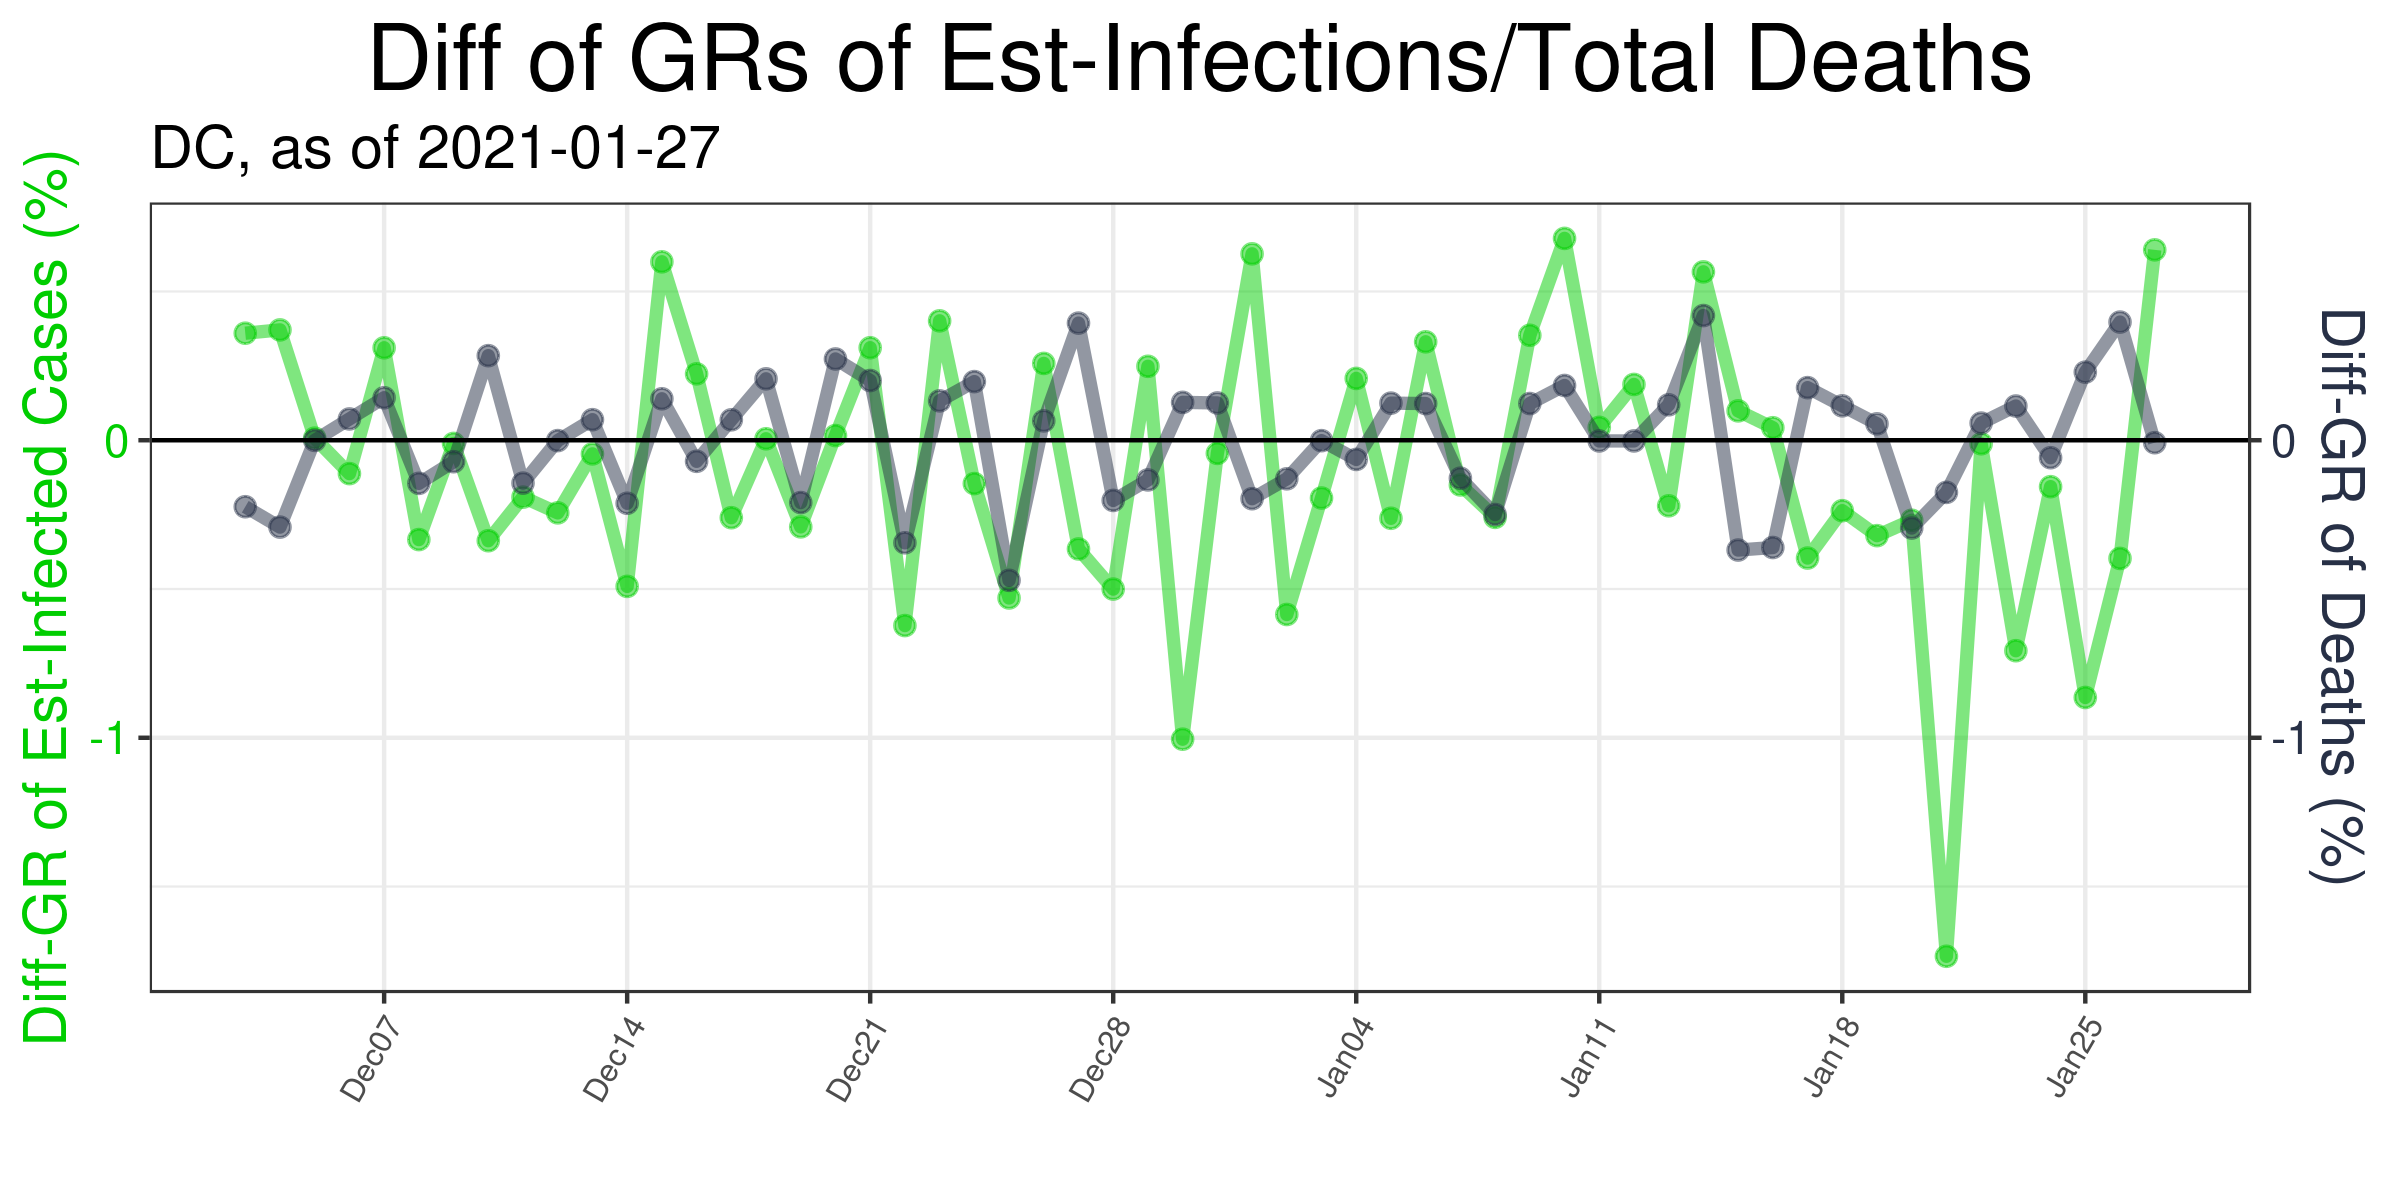 Diff of GRs of Est-Infections/Total Deaths
DC, as of 2021-01-27
Diff-GR of Est-Infected Cases (%)
0
-1
0
-1
Diff-GR of Deaths (%)
Dec07
Dec14
Dec21
Dec28
Jan04
Jan11
Jan18
Jan25